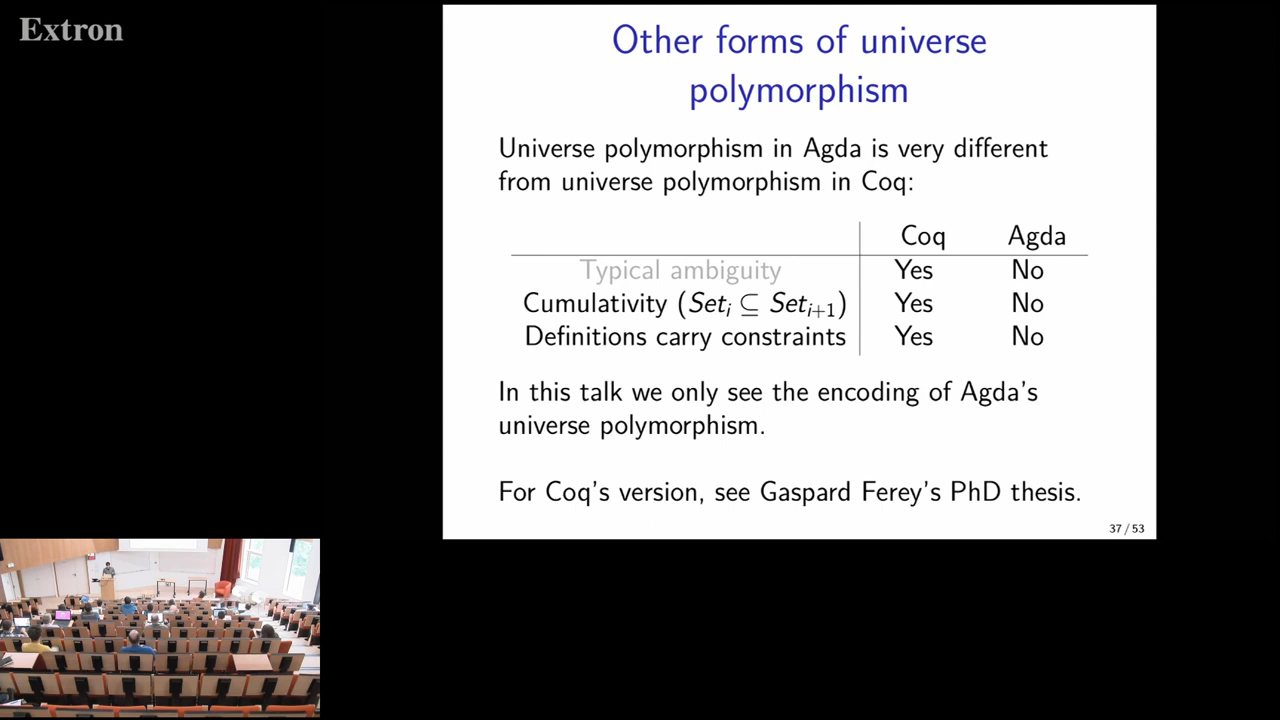 Extron
Other forms of universe
polymorphism
Universe polymorphism in Agda is very different
from universe polymorphism in Coq:
Coq Agda
Typical ambiguity Yes No
Cumulativity (Set_i ⊆ Set_{i+1}) Yes No
Definitions carry constraints Yes No
In this talk we only see the encoding of Agda's
universe polymorphism.
For Coq's version, see Gaspard Ferey's PhD thesis.
37 / 53